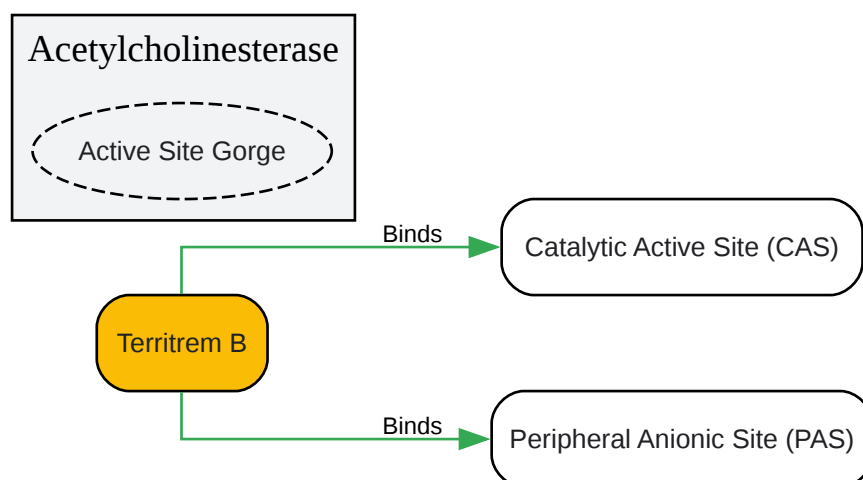 Acetylcholinesterase
Active Site Gorge
Binds
Catalytic Active Site (CAS)
Territrem B
Binds
Peripheral Anionic Site (PAS)